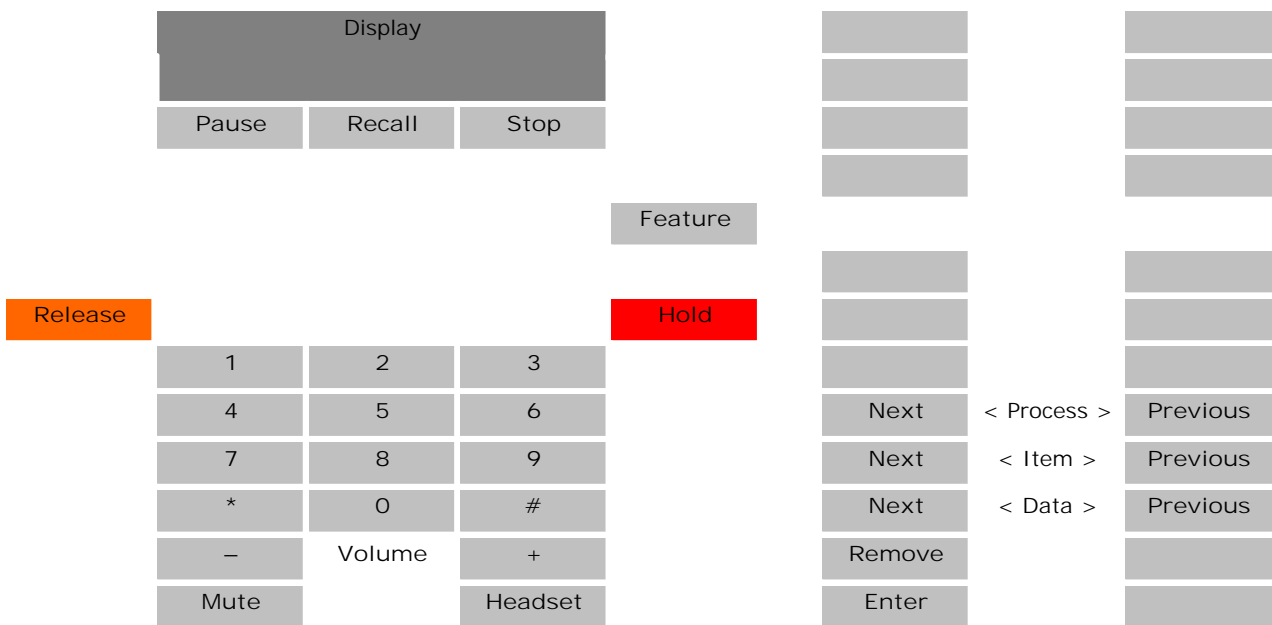 Display
Pause Recall Stop
Feature
Release Hold
1 2 3
4 5 6 Next < Process > Previous
7 8 9 Next < Item > Previous
* 0 # Next < Data > Previous
– Volume + Remove
Mute Headset Enter